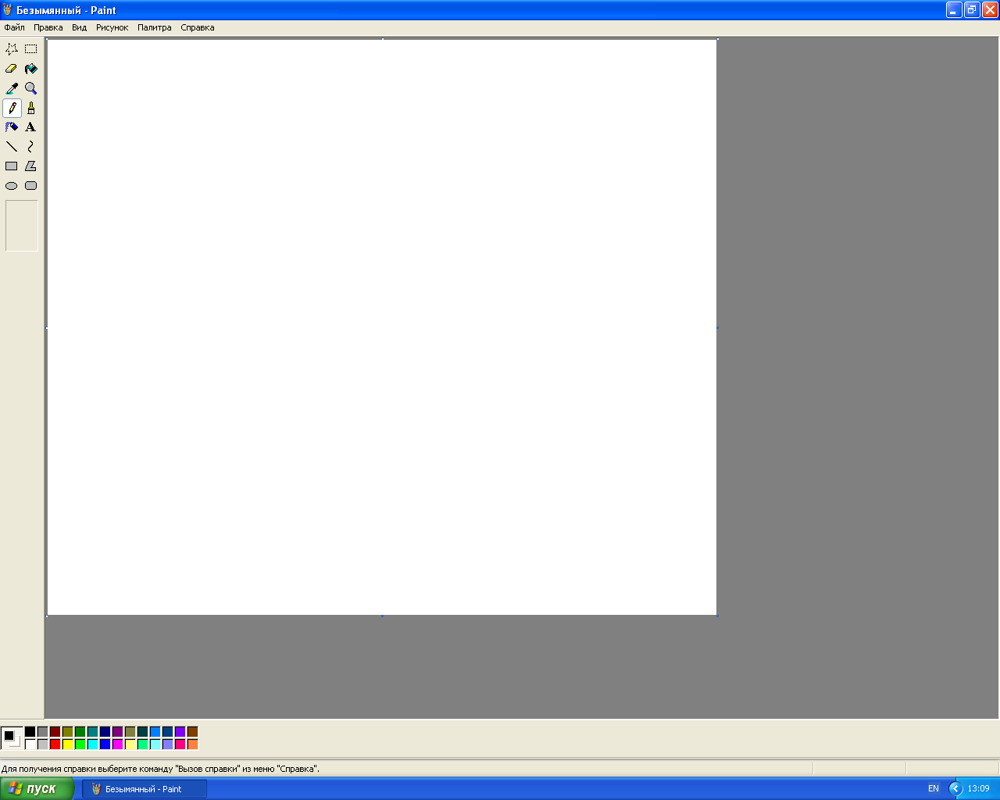 Безымянный - Paint
Файл Правка Вид Рисунок Палитра Справка
A
Для получения справки выберите команду "Вызов справки" из меню "Справка".
пуск Безымянный - Paint EN 13:09